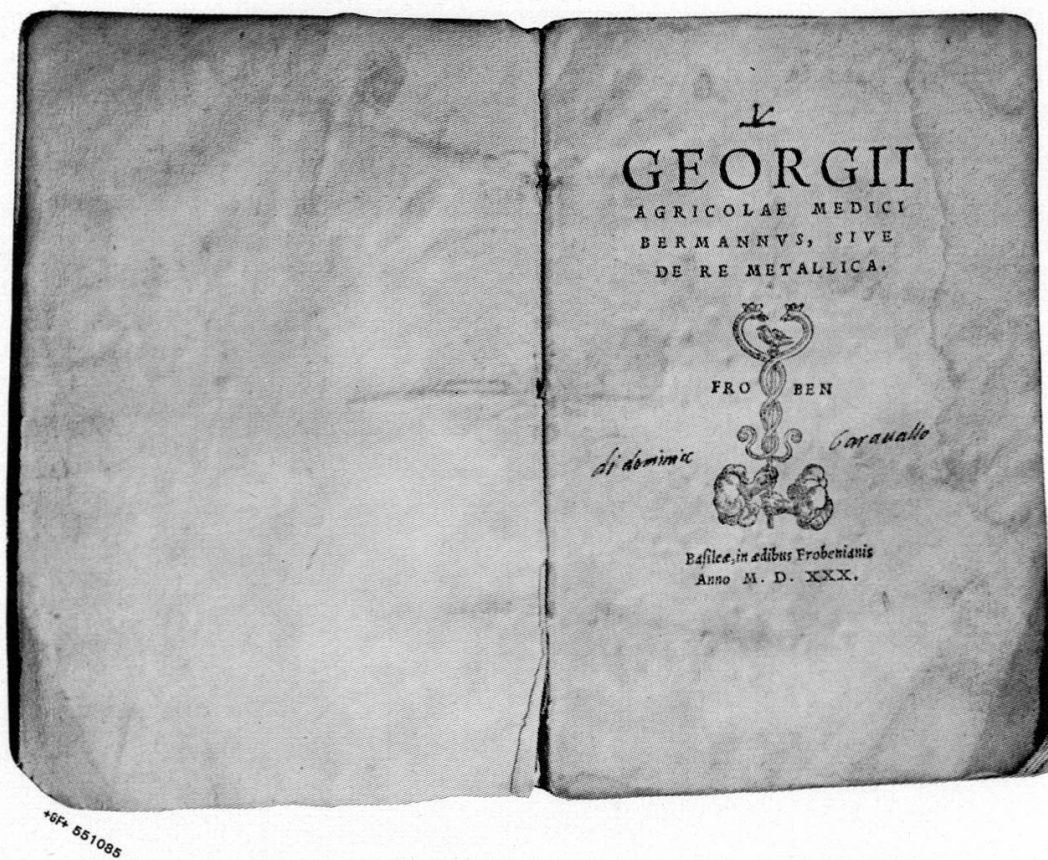 GEORGII
AGRICOLAE MEDICI
BERMANNVS, SIVE
DE RE METALLICA.
FRO BEN
di dominic Carauallo
Basileæ, in ædibus Frobenianis
Anno M. D. XXX.
+GF+ 551085